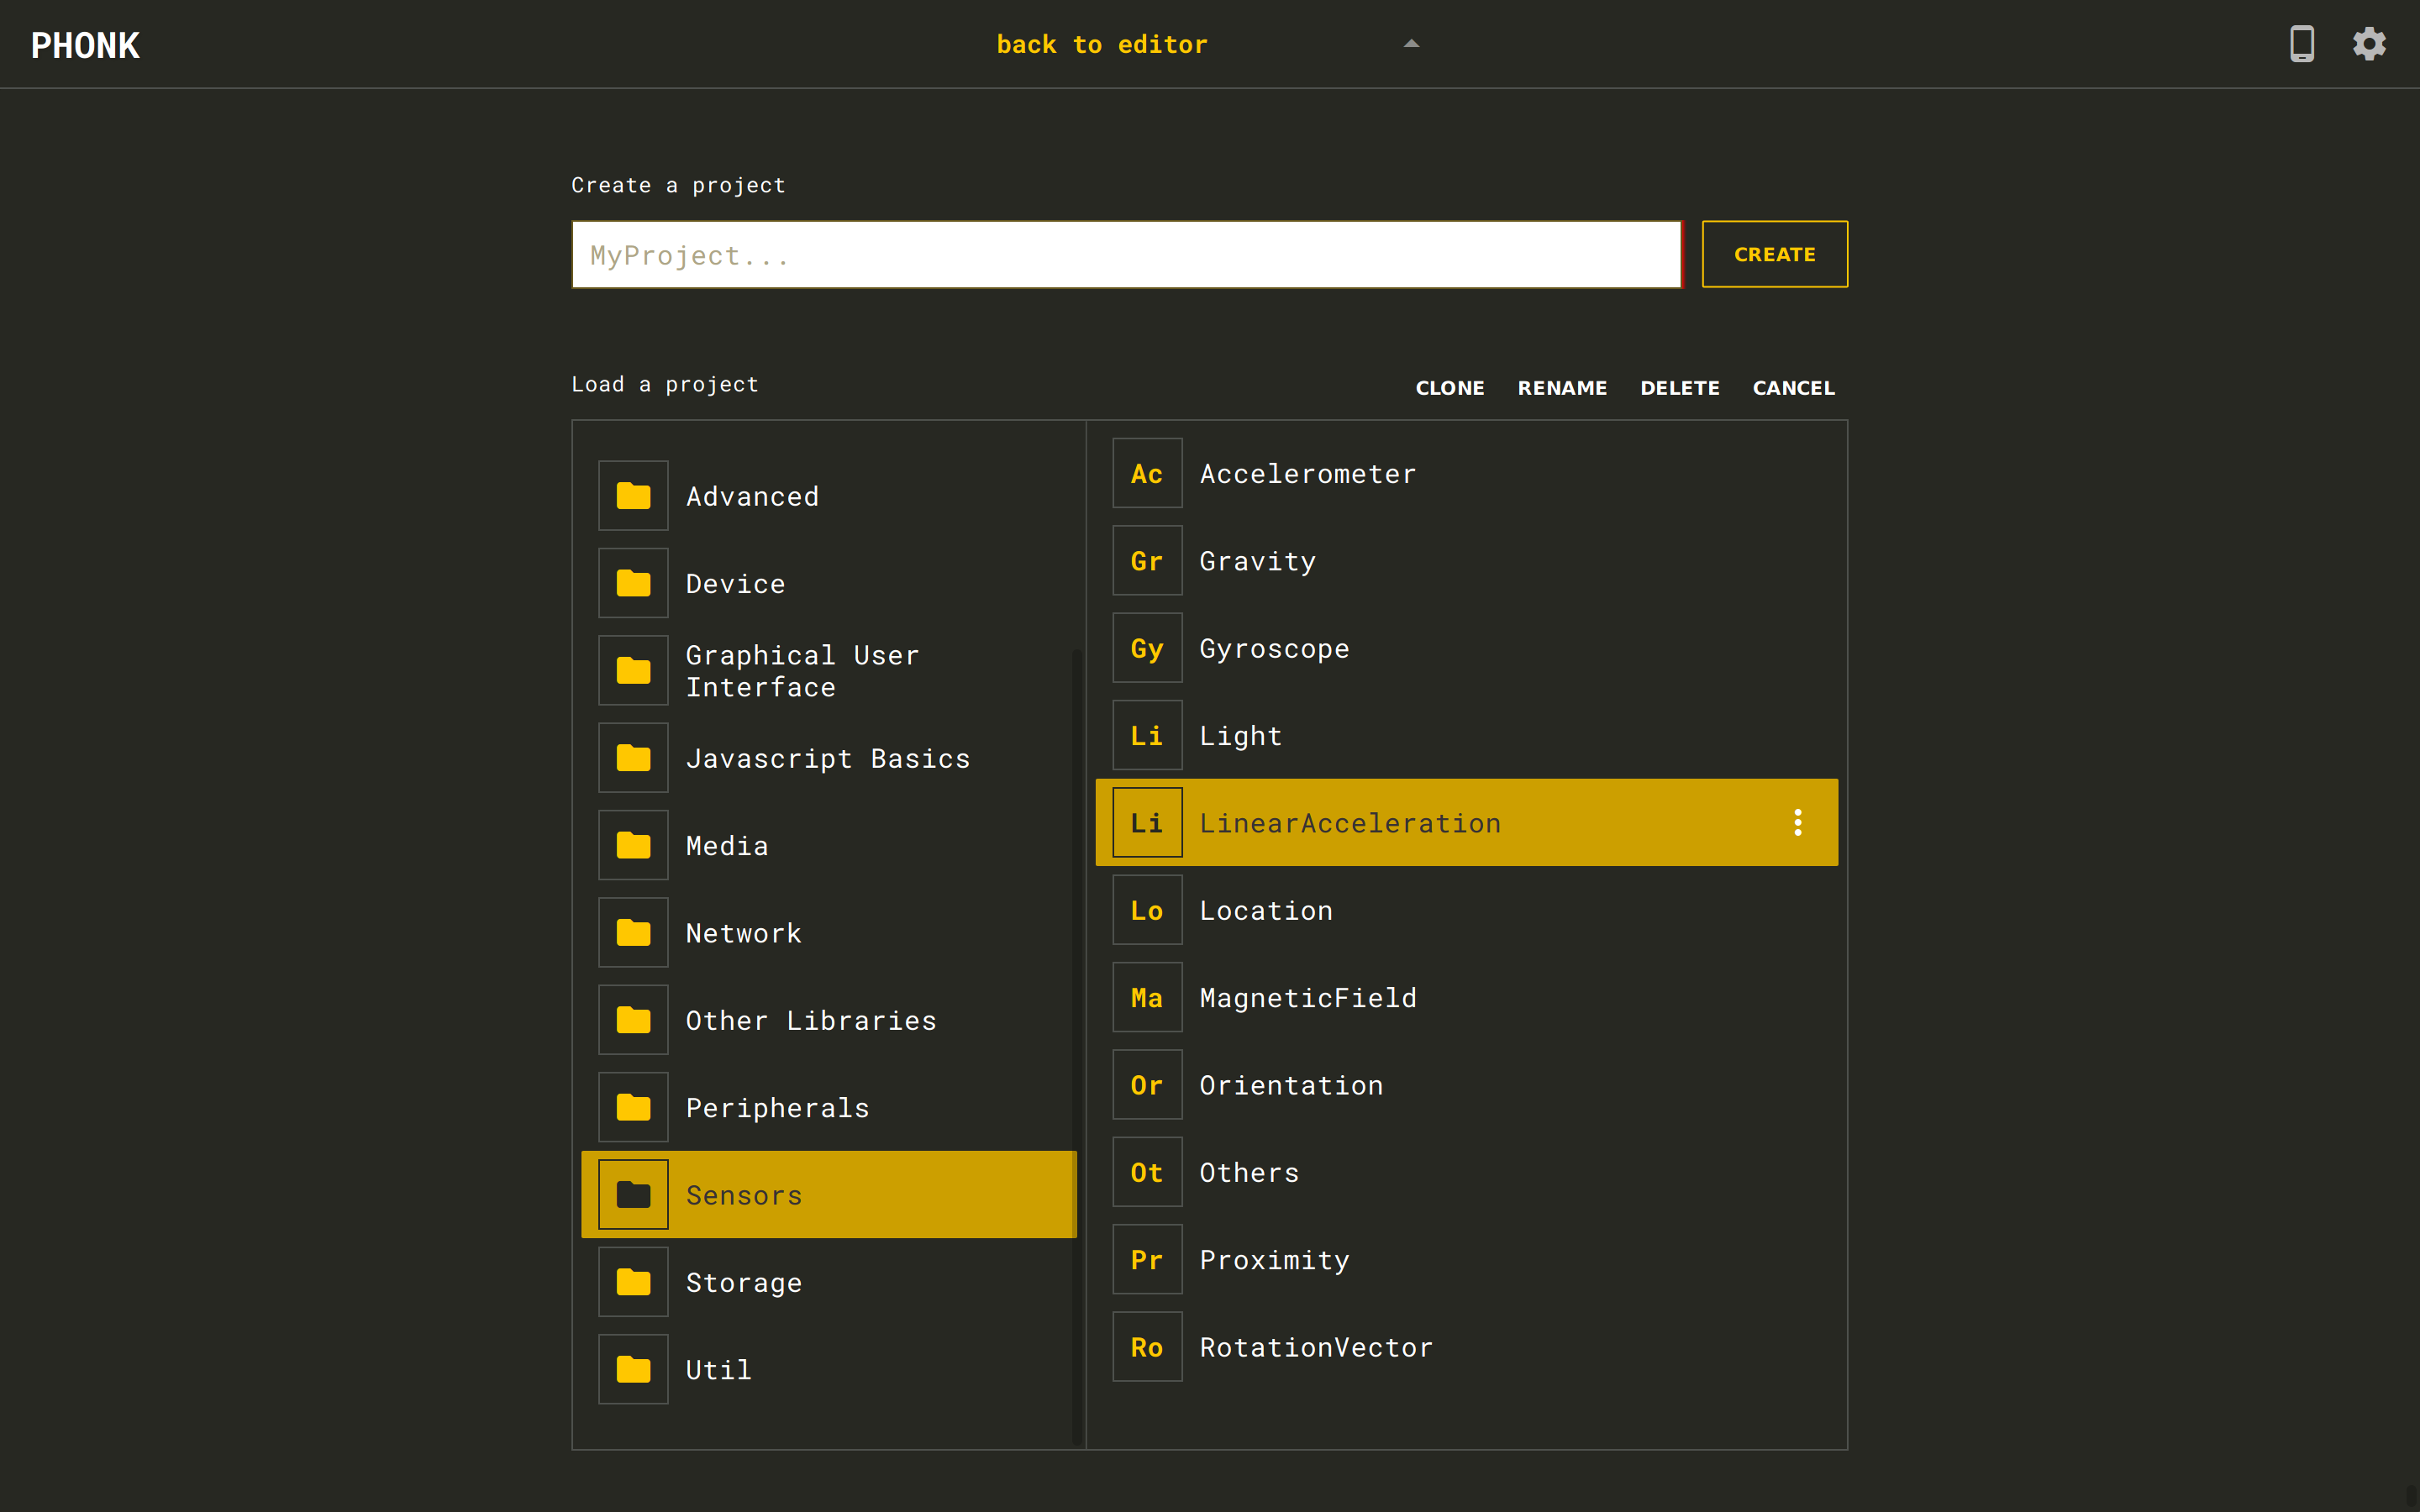 PHONK
back to editor
Create a project
MyProject...
CREATE
Load a project
CLONE RENAME DELETE CANCEL
Advanced
Device
Graphical User
Interface
Javascript Basics
Media
Network
Other Libraries
Peripherals
Sensors
Storage
Util
Ac Accelerometer
Gr Gravity
Gy Gyroscope
Li Light
Li LinearAcceleration
Lo Location
Ma MagneticField
Or Orientation
Ot Others
Pr Proximity
Ro RotationVector